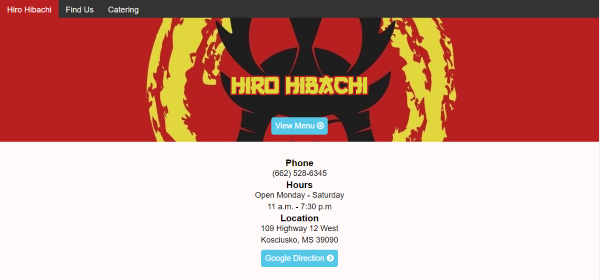 Hiro Hibachi Find Us Catering
HIRO HIBACHI
View Menu
Phone
(662) 528-6345
Hours
Open Monday - Saturday
11 a.m. - 7:30 p.m
Location
109 Highway 12 West
Kosciusko, MS 39090
Google Direction